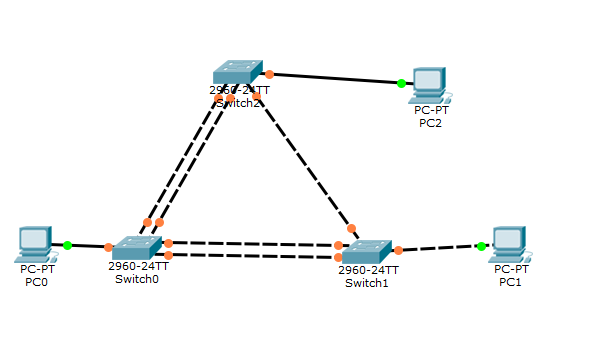 2960-24TT
Switch2
PC-PT
PC2
PC-PT
PC0
2960-24TT
Switch0
2960-24TT
Switch1
PC-PT
PC1